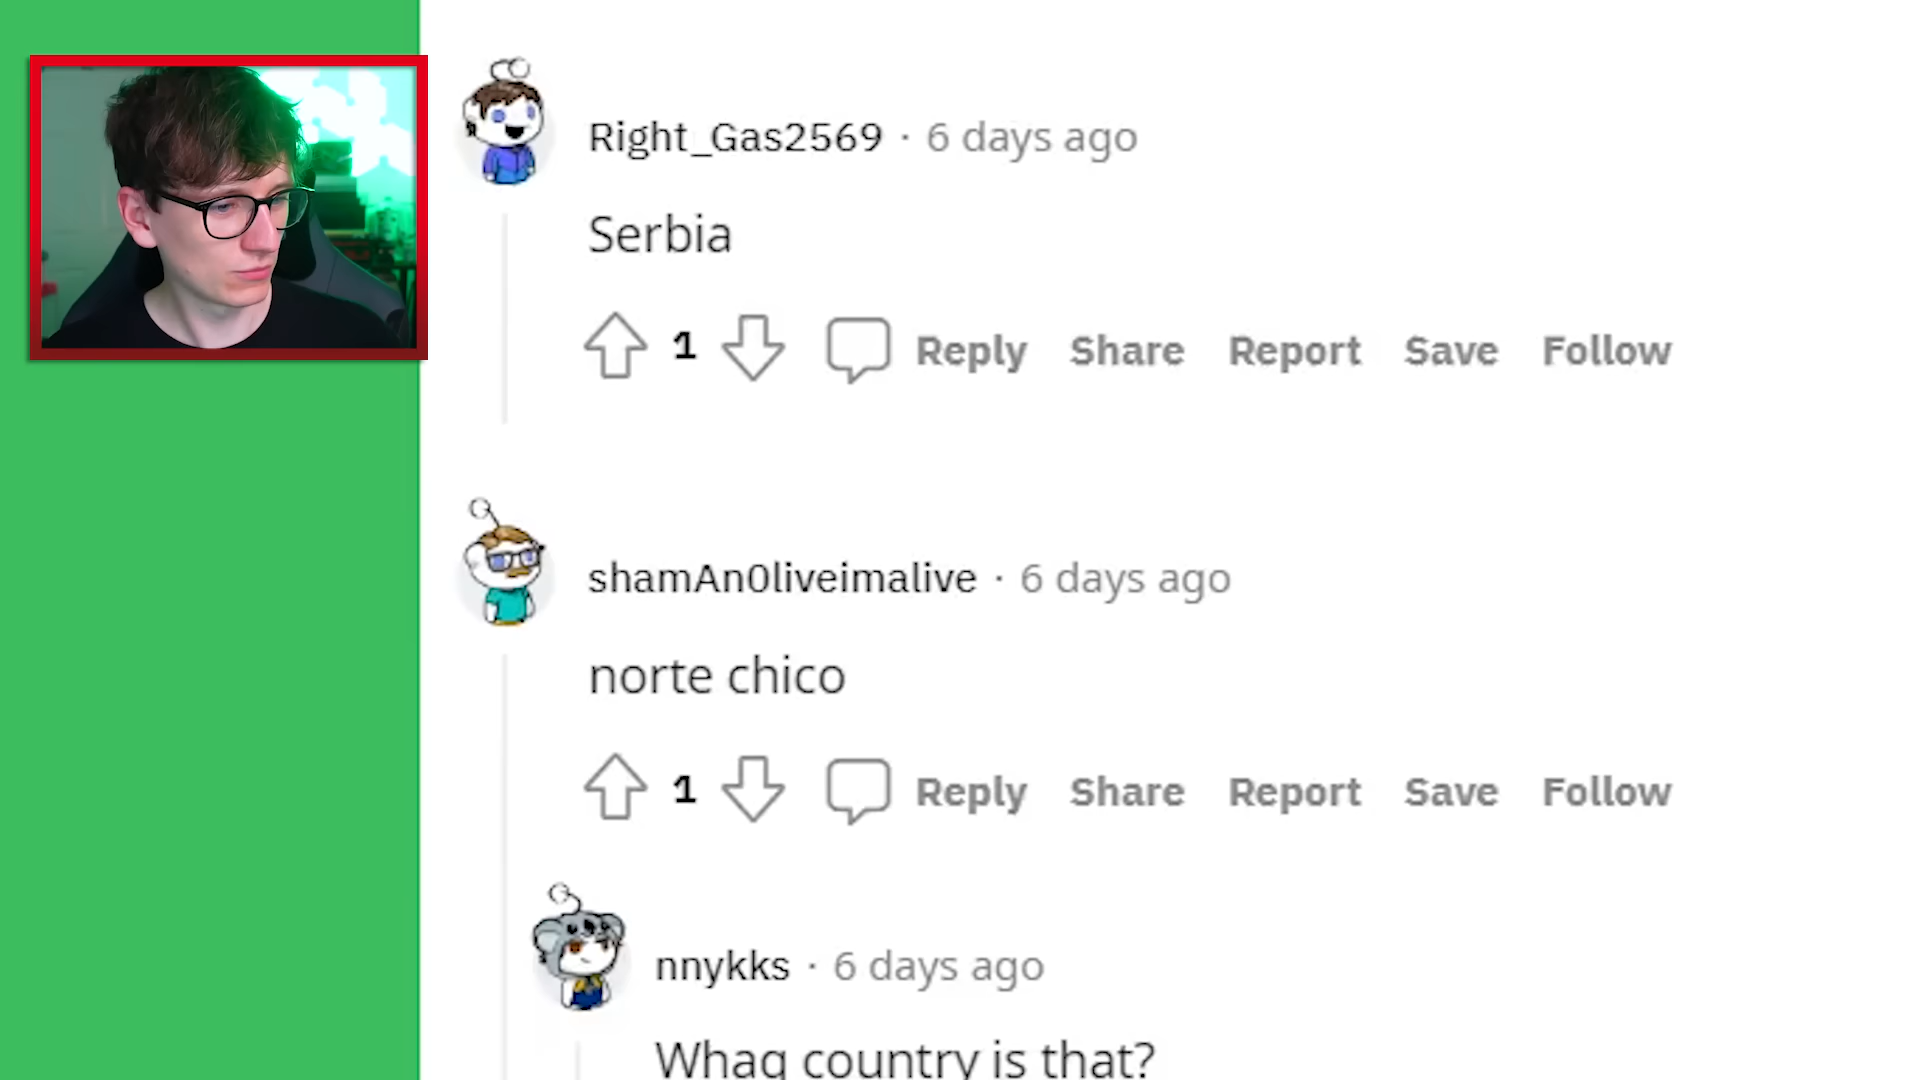 Right_Gas2569 · 6 days ago
Serbia
1 Reply Share Report Save Follow
shamAn0liveimalive · 6 days ago
norte chico
1 Reply Share Report Save Follow
nnykks · 6 days ago
Whaq country is that?